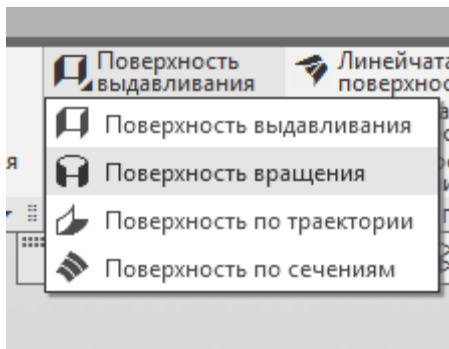 Поверхность
выдавливания
Поверхность выдавливания
Поверхность вращения
Поверхность по траектории
Поверхность по сечениям